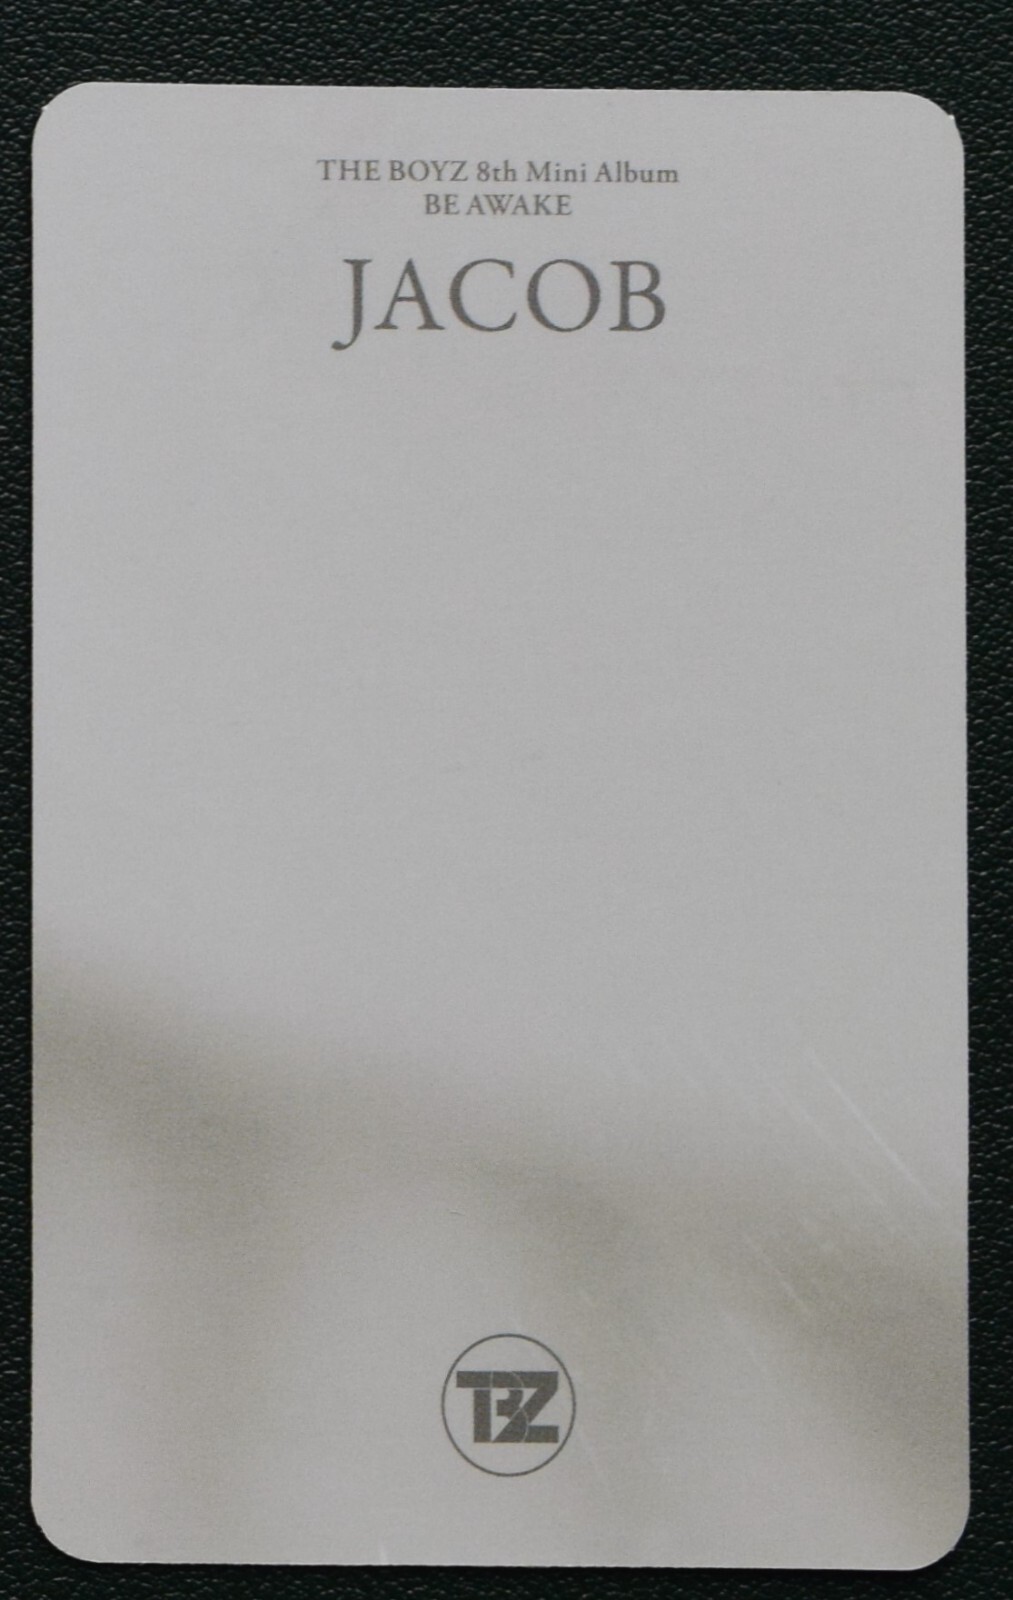 THE BOYZ 8th Mini Album
BE AWAKE
JACOB
TBZ